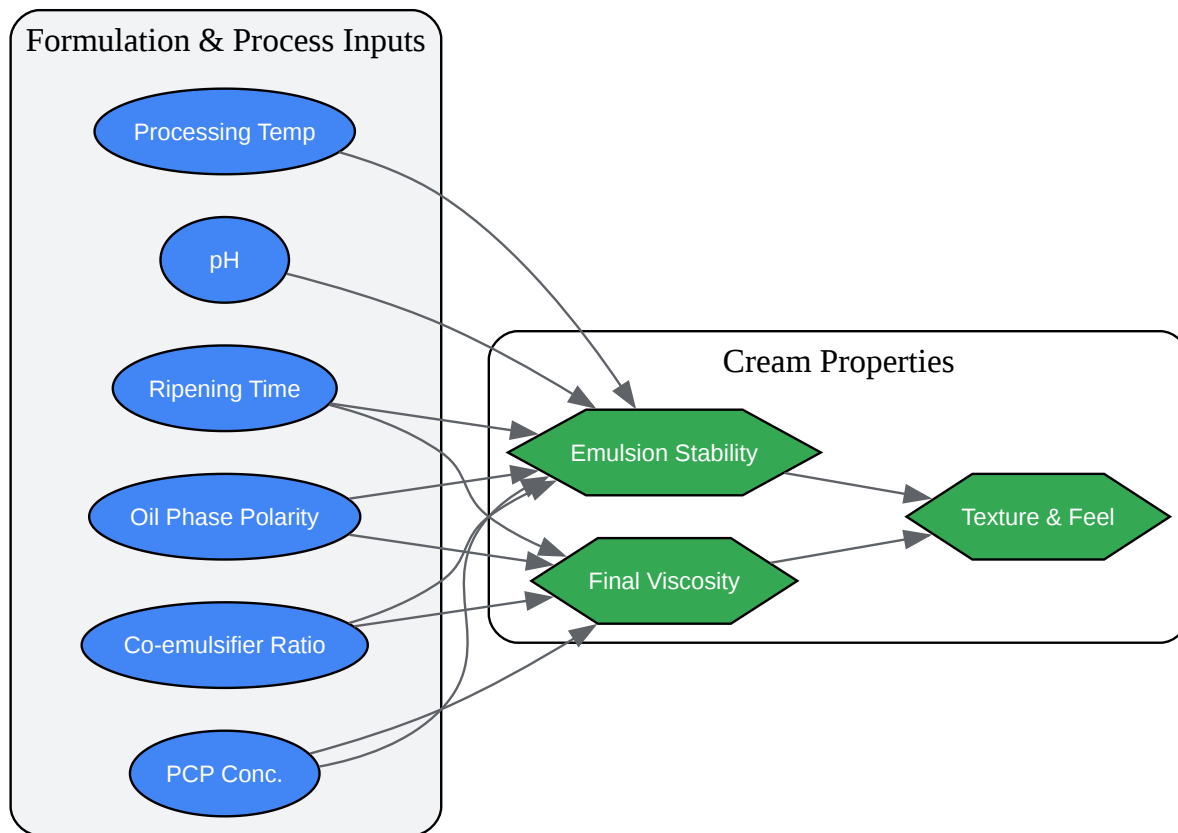 Formulation & Process Inputs
Processing Temp
pH
Ripening Time
Oil Phase Polarity
Co-emulsifier Ratio
PCP Conc.
Cream Properties
Emulsion Stability
Final Viscosity
Texture & Feel